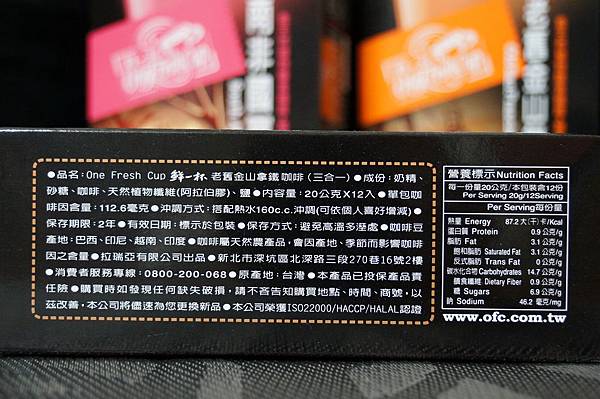 ●品名: One Fresh Cup 鮮一杯 老舊金山拿鐵咖啡(三合一) ●成份: 奶精、
砂糖、咖啡、天然植物纖維(阿拉伯膠)、鹽 ●內容量: 20公克X12入 ●單包咖
啡因含量: 112.6毫克 ●沖調方式: 搭配熱水160c.c.沖調(可依個人喜好增減) ●
保存期限: 2年 ●有效日期: 標示於包裝 ●保存方式: 避免高溫多溼處 ●咖啡豆
產地: 巴西、印尼、越南、印度 ●咖啡屬天然農產品, 會因產地、季節而影響咖啡
因之含量 ●拉瑞亞有限公司出品 ●新北市深坑區北深路三段270巷16號2樓
●消費者服務專線: 0800-200-068 ●原產地: 台灣 ●本產品已投保產品責
任險 ●購買時如發現任何缺失破損, 請不吝告知購買地點、時間、商號, 以
茲改善, 本公司將儘速為您更換新品 ●本公司榮獲ISO22000/HACCP/HALAL認證
營養標示Nutrition Facts
每一份量20公克/本包裝含12份
Per Serving 20g/12Serving
Per Serving每份量
熱量 Energy 87.2 大(千)卡/Kcal
蛋白質 Protein 0.9公克/g
脂肪 Fat 3.1公克/g
飽和脂肪 Saturated Fat 3.1公克/g
反式脂肪 Trans Fat 0公克/g
碳水化合物 Carbohydrates 14.7公克/g
膳食纖維 Dietary Fiber 0.9公克/g
糖 Sugars 6.9公克/g
鈉 Sodium 46.2毫克/mg
www.ofc.com.tw